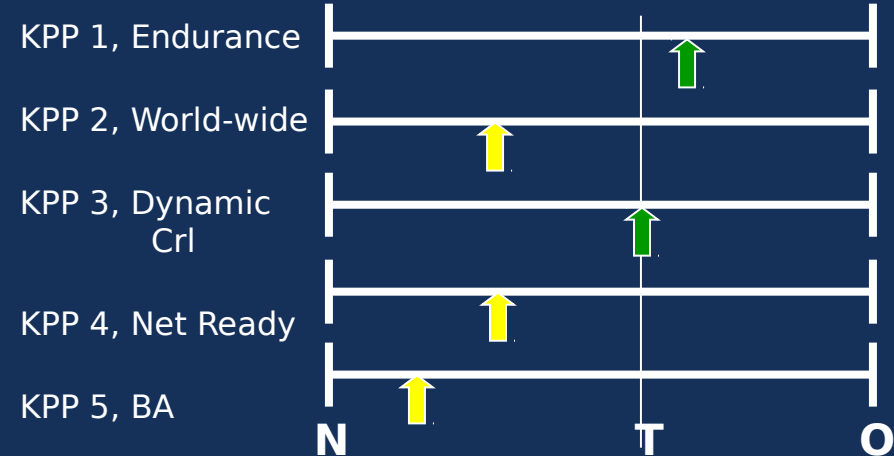 KPP 1, Endurance
KPP 2, World-wide
KPP 3, Dynamic
Crl
KPP 4, Net Ready
KPP 5, BA
N T O